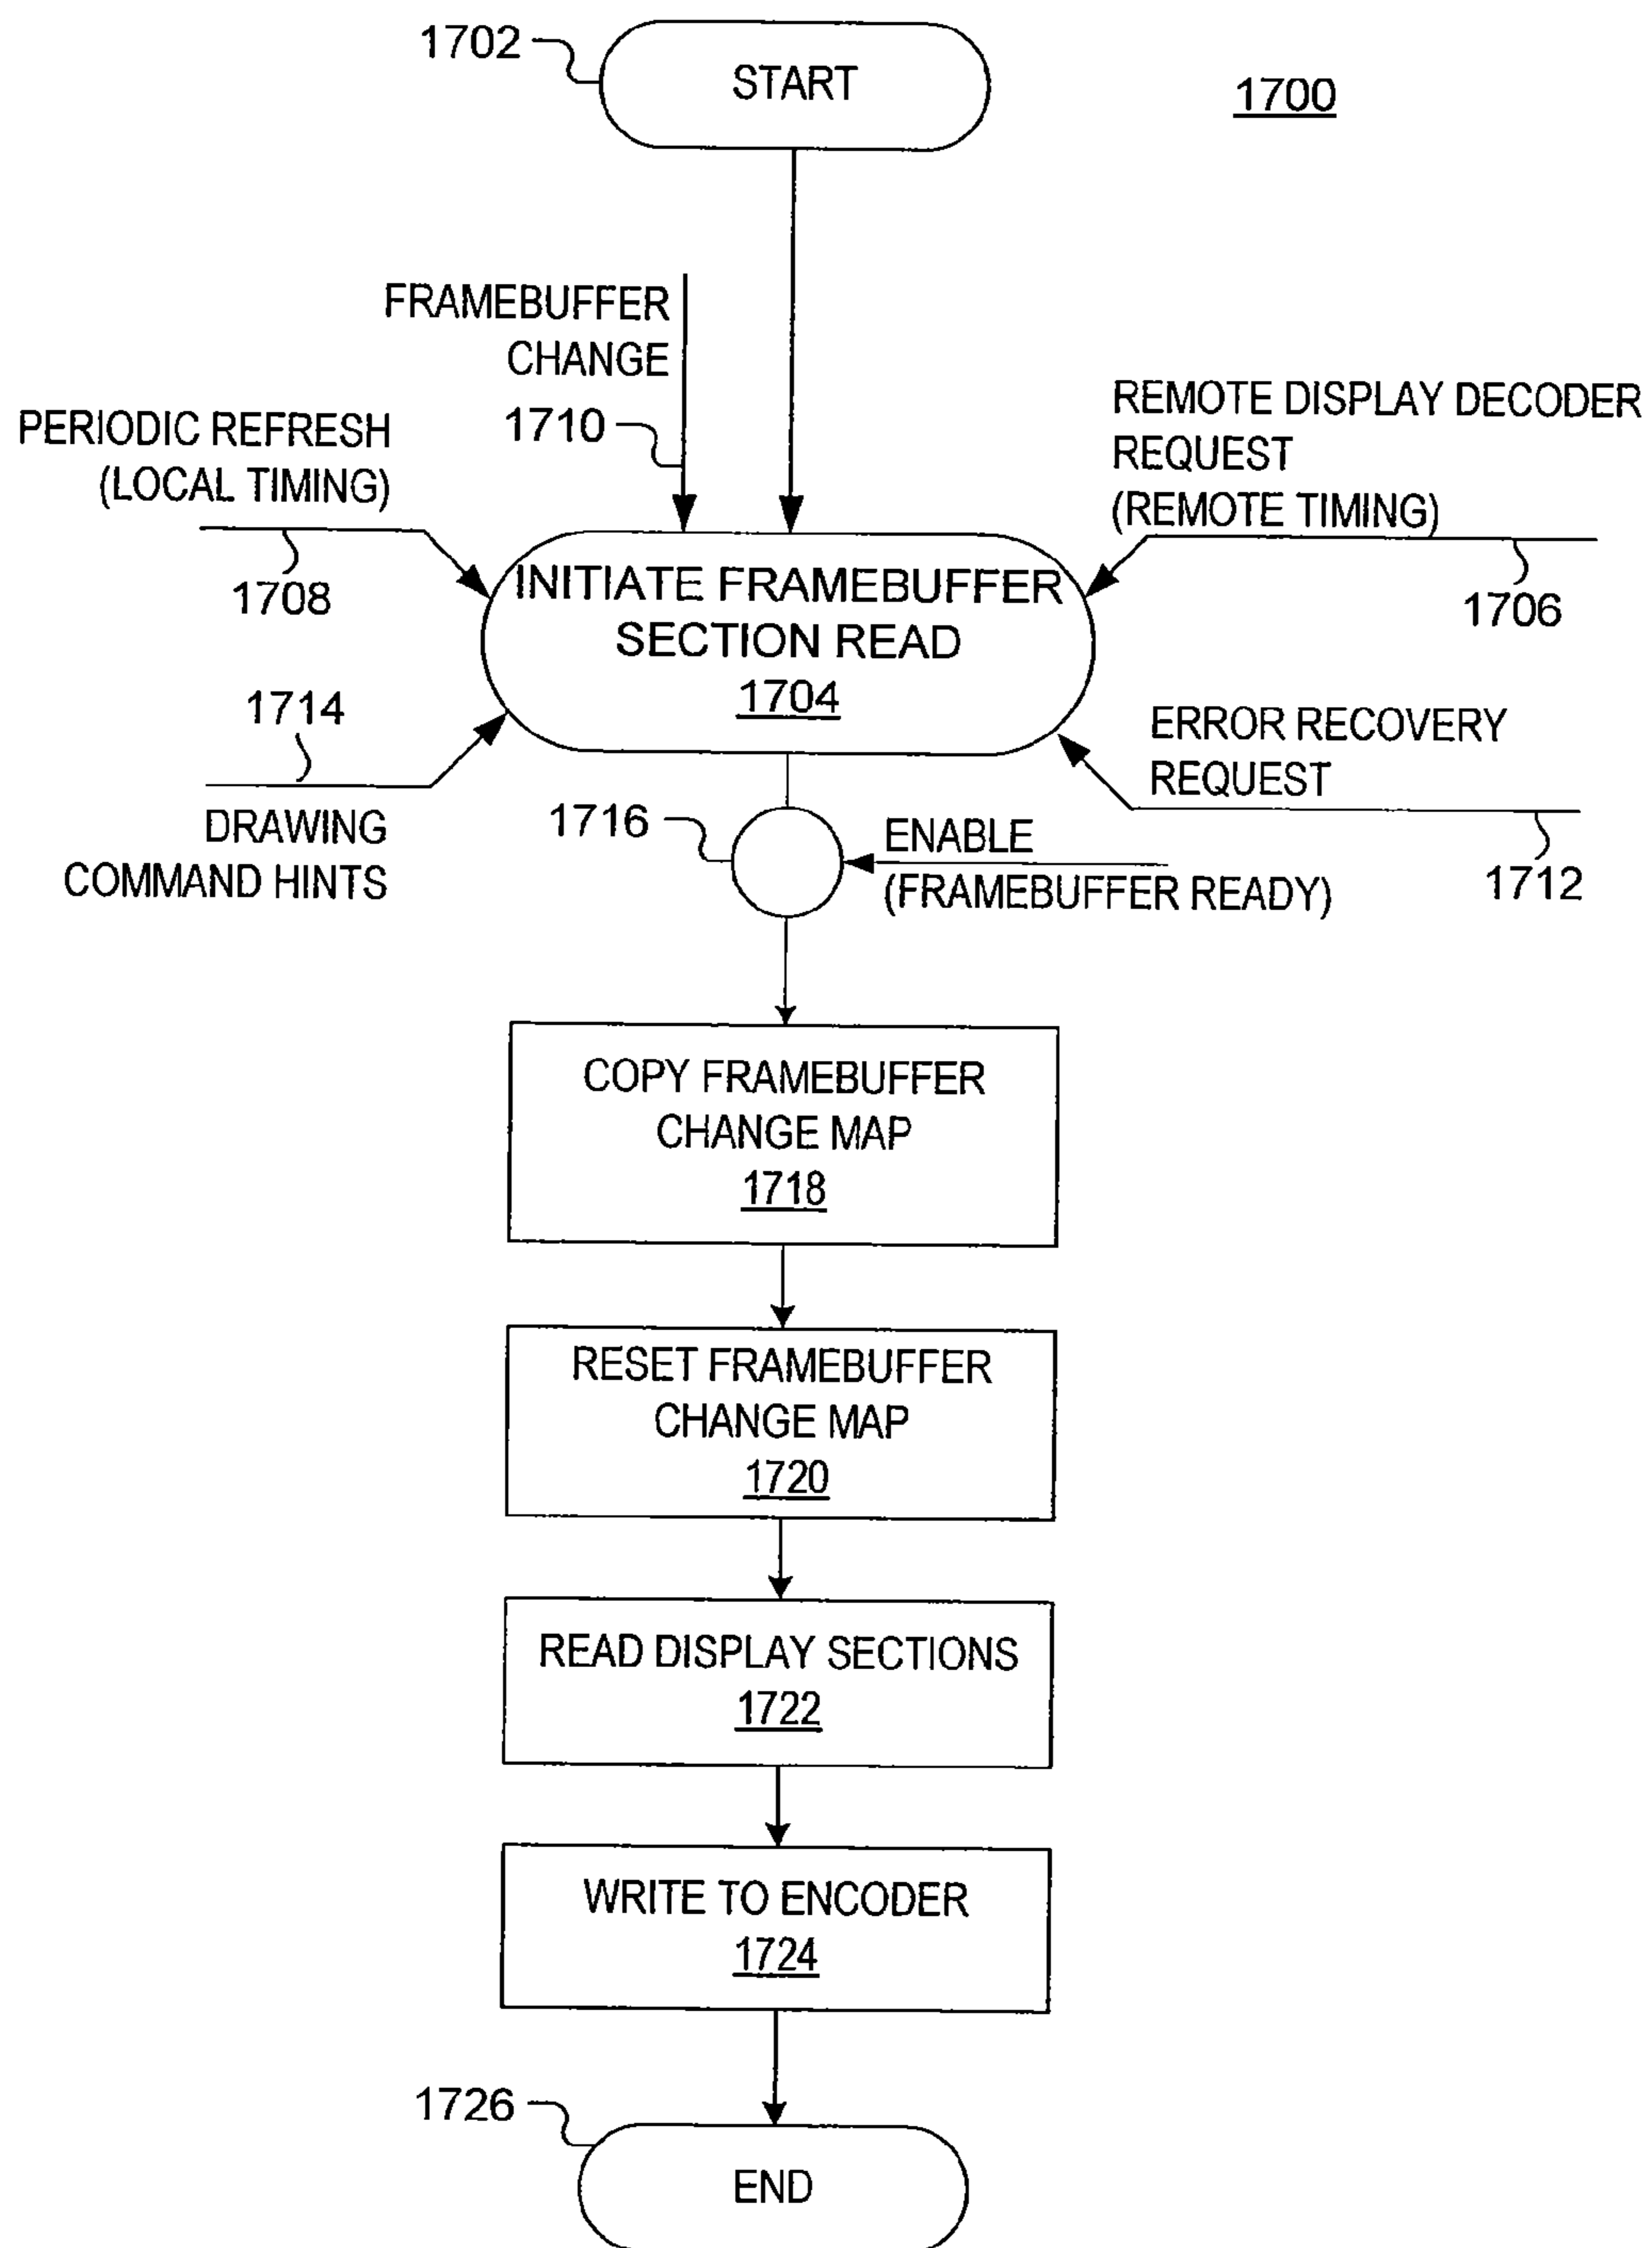 1702
START
1700
FRAMEBUFFER
CHANGE
1710
PERIODIC REFRESH
(LOCAL TIMING)
1708
REMOTE DISPLAY DECODER
REQUEST
(REMOTE TIMING)
1706
INITIATE FRAMEBUFFER
SECTION READ
1704
1714
DRAWING
COMMAND HINTS
ERROR RECOVERY
REQUEST
1712
1716
ENABLE
(FRAMEBUFFER READY)
COPY FRAMEBUFFER
CHANGE MAP
1718
RESET FRAMEBUFFER
CHANGE MAP
1720
READ DISPLAY SECTIONS
1722
WRITE TO ENCODER
1724
1726
END